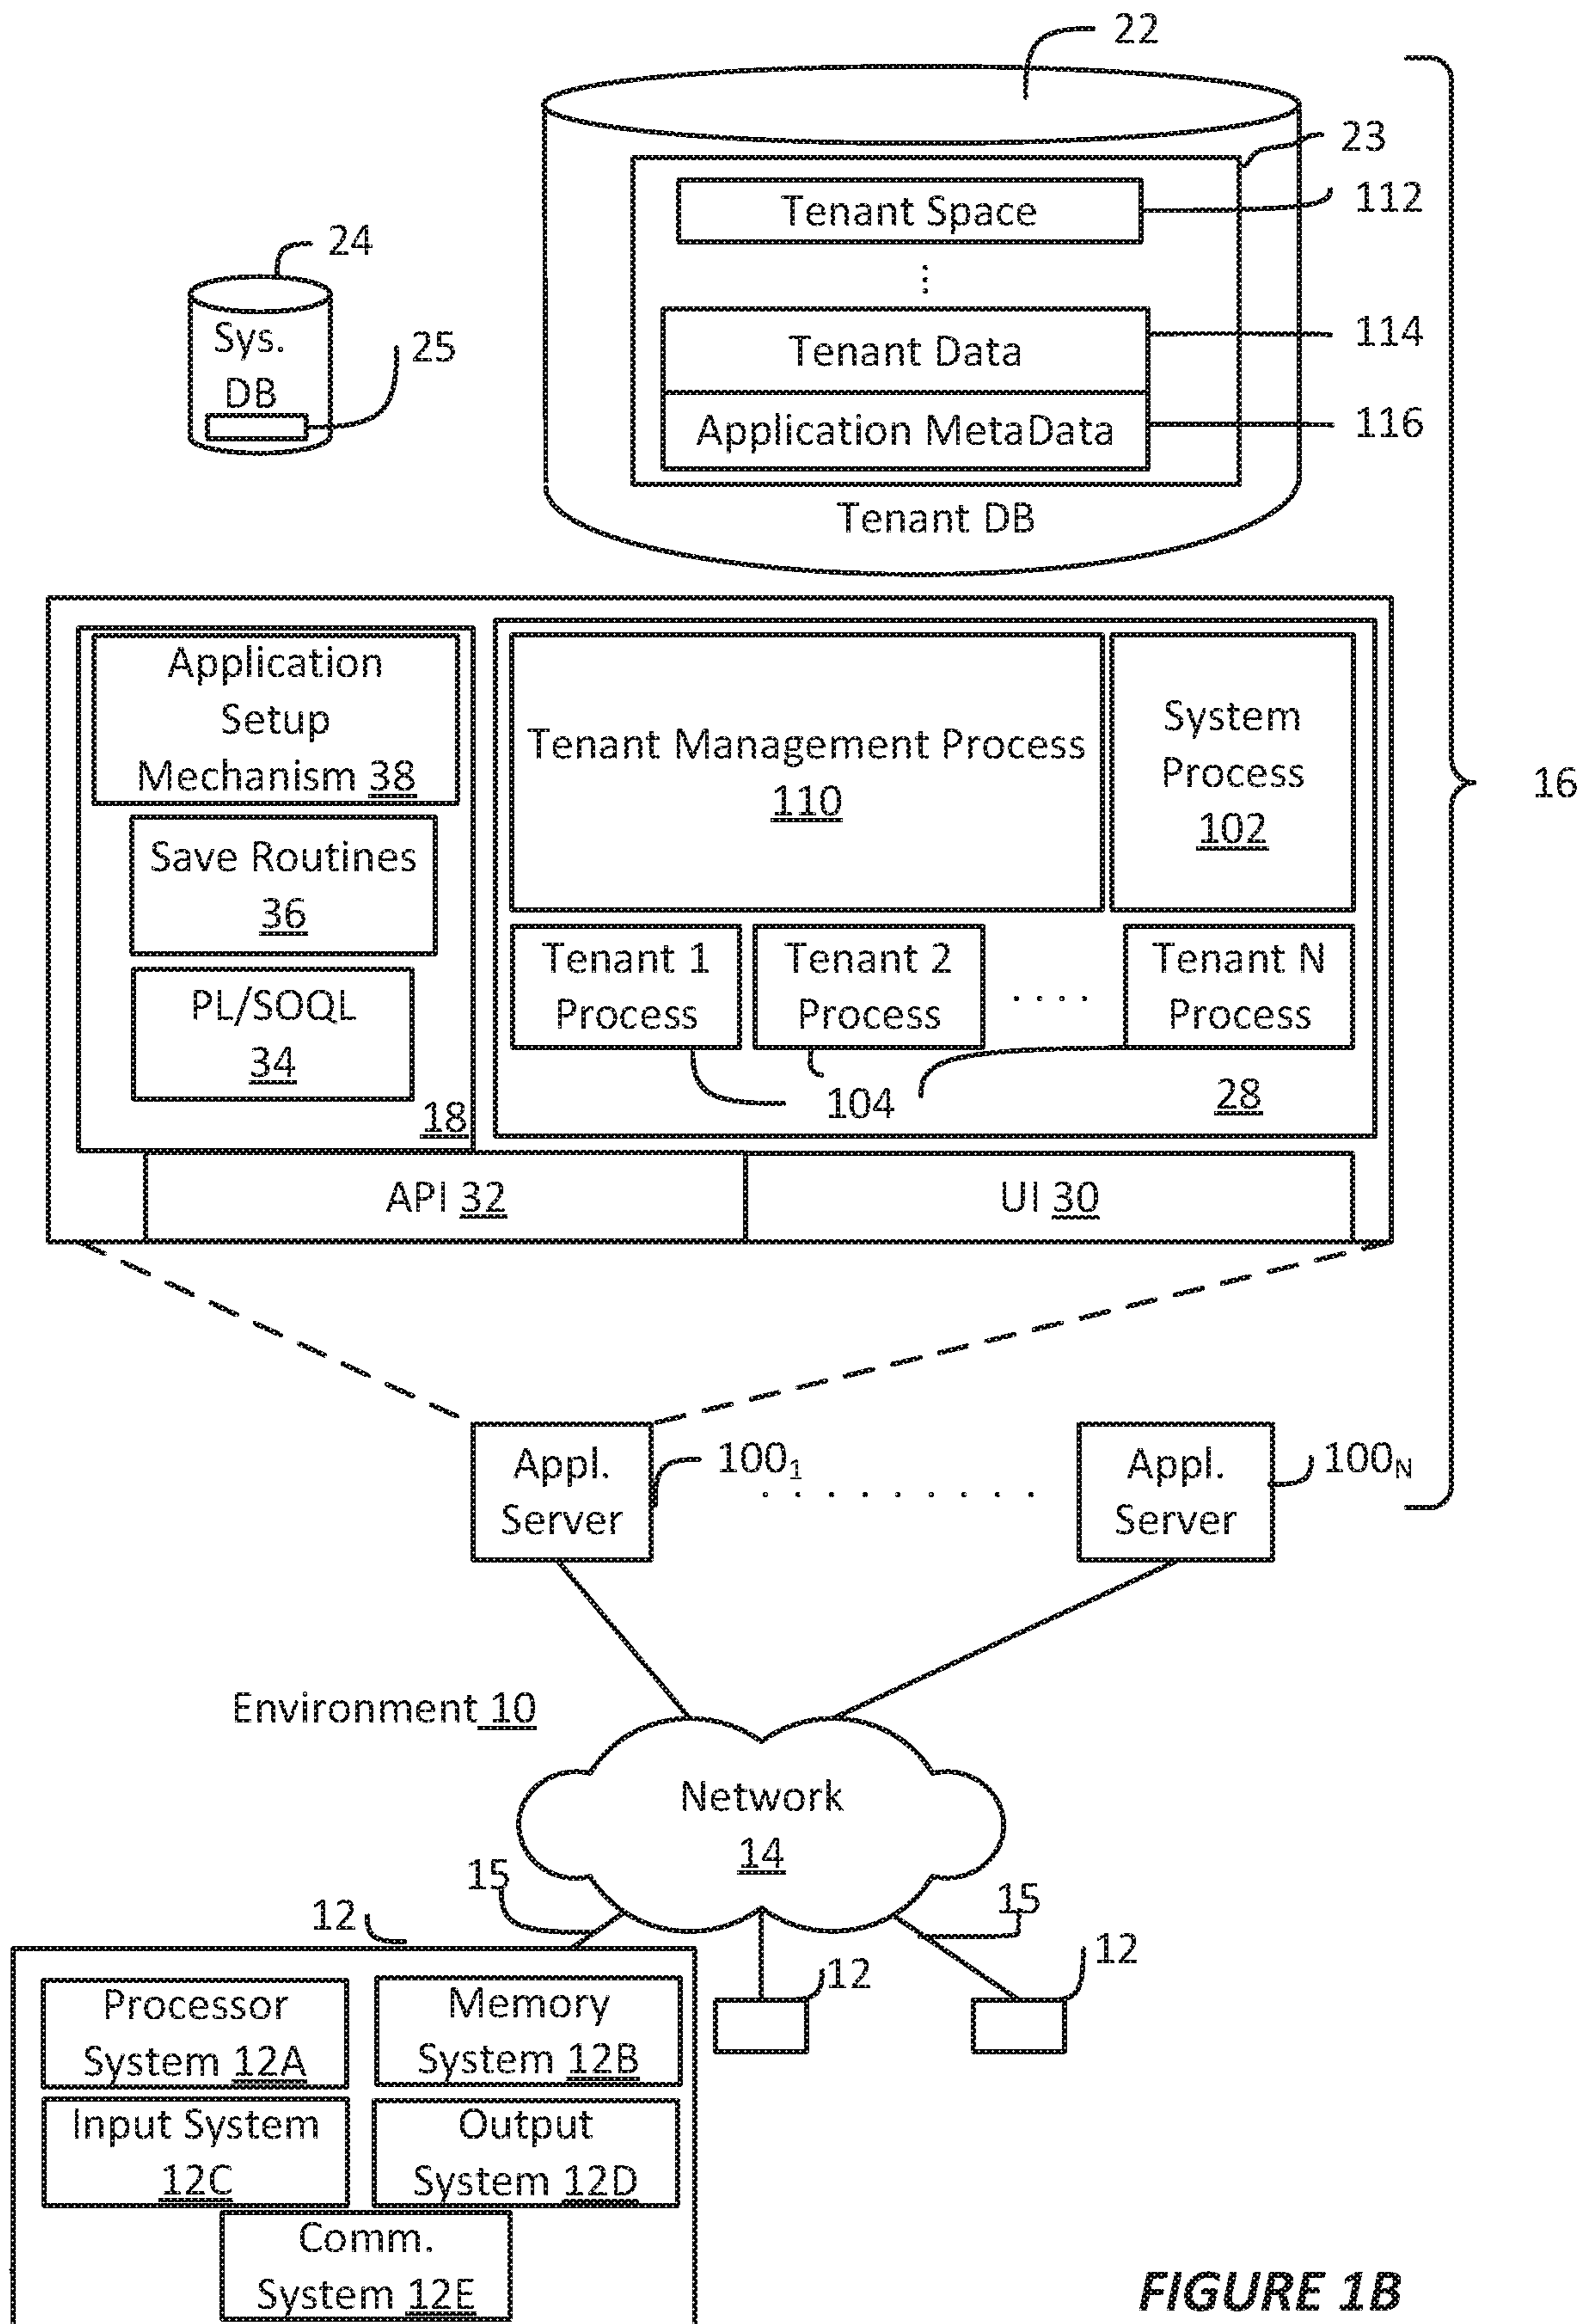 22
23
Tenant Space
112
24
Sys.
DB
25
Tenant Data
114
Application MetaData
116
Tenant DB
Application
Setup
Mechanism 38
Tenant Management Process
110
System
Process
102
16
Save Routines
36
Tenant 1
Process
Tenant 2
Process
. . . .
Tenant N
Process
PL/SOQL
34
104
28
18
API 32
UI 30
Appl.
Server
100₁
. . . . . . . . .
Appl.
Server
100N
Environment 10
Network
14
15
15
12
12
12
Processor
System 12A
Memory
System 12B
Input System
12C
Output
System 12D
Comm.
System 12E
FIGURE 1B